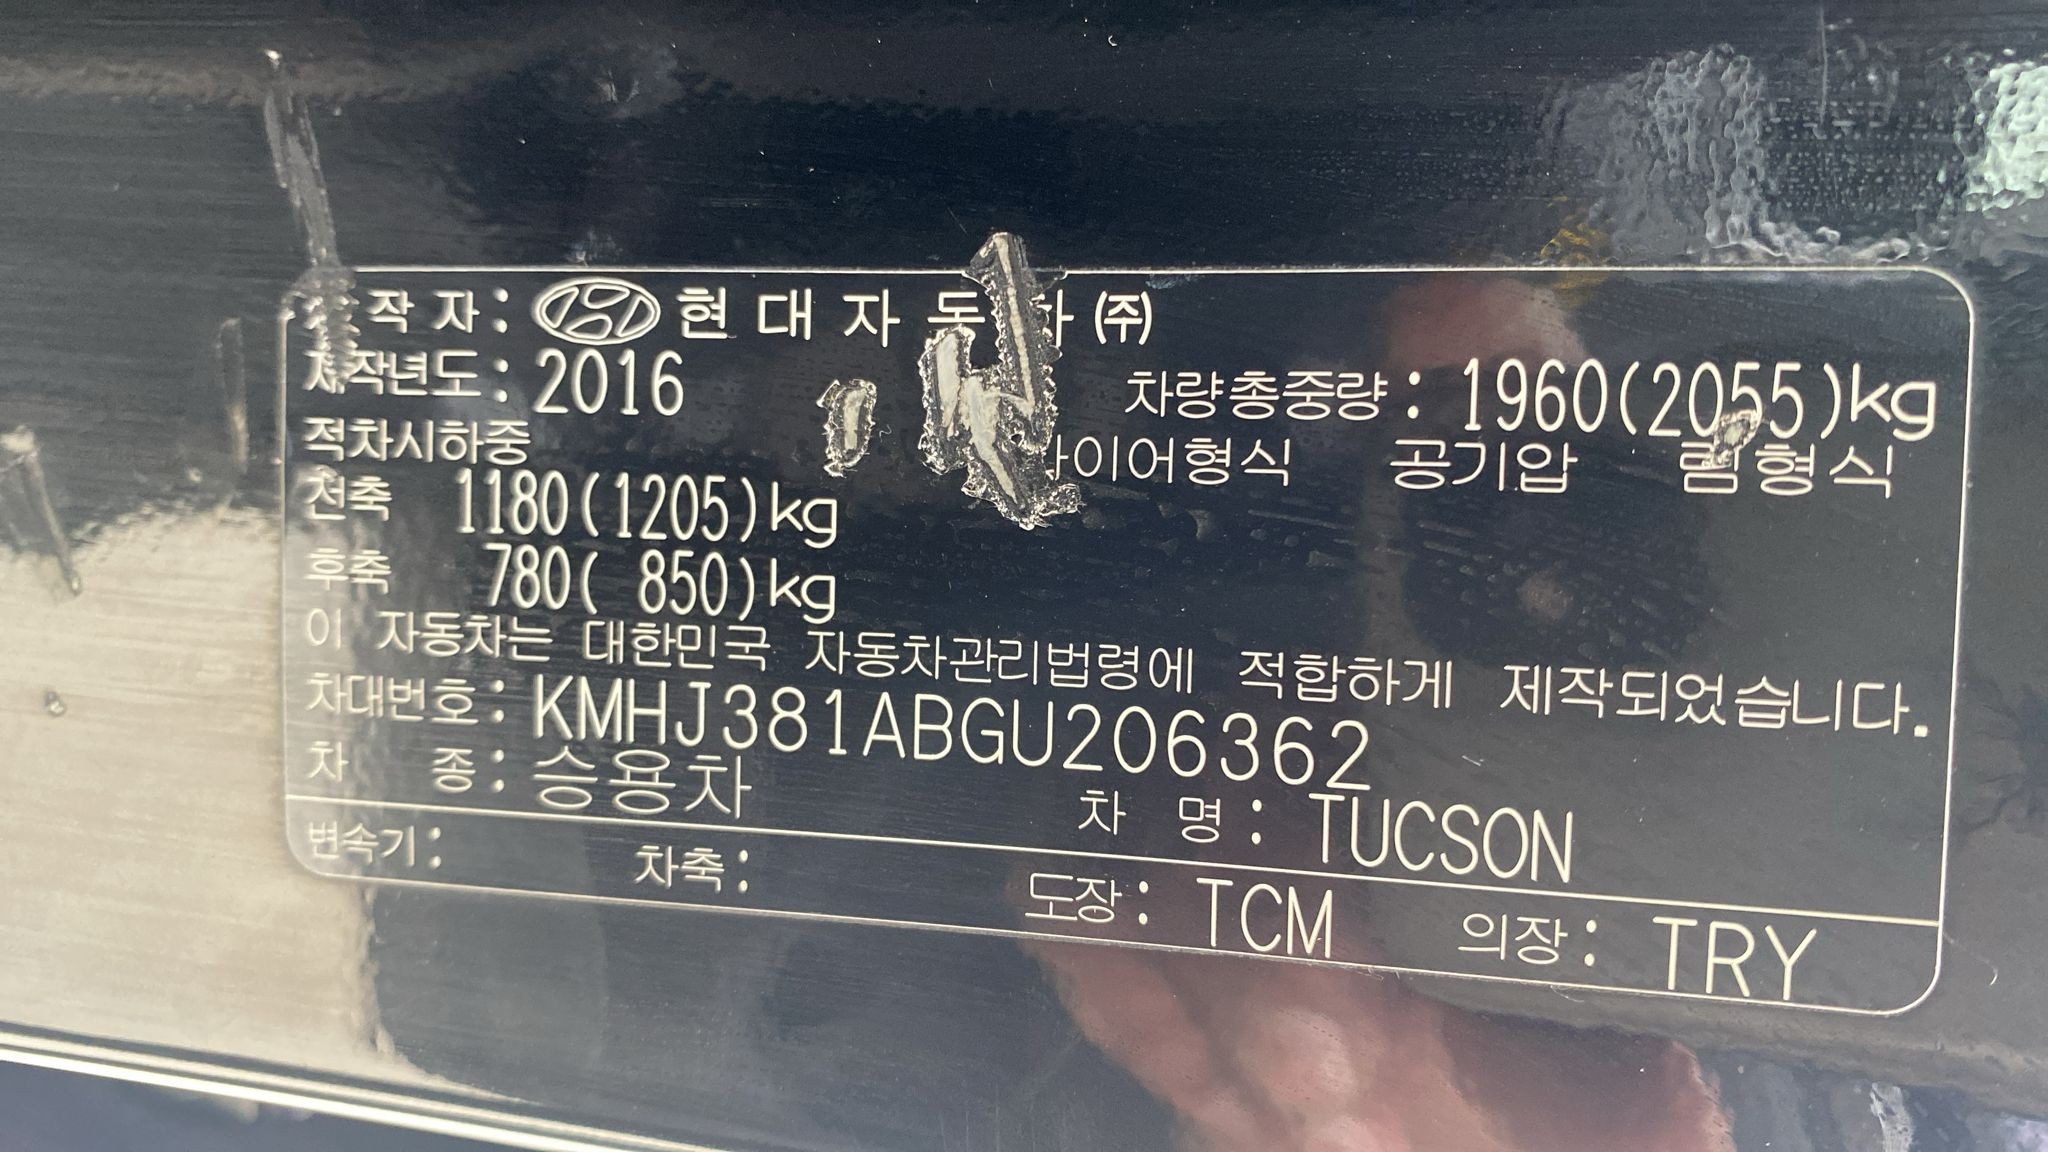 작 자 : 현 대 자 동 차 ㈜
제작년도 : 2016 차량총중량 : 1960(2055)kg
적차시하중 타이어형식 공기압 림형식
전축 1180(1205)kg
후축 780( 850)kg
이 자동차는 대한민국 자동차관리법령에 적합하게 제작되었습니다.
차대번호 : KMHJ381ABGU206362
차 종 : 승용차 차 명 : TUCSON
변속기 : 차축 : 도장 : TCM 의장 : TRY